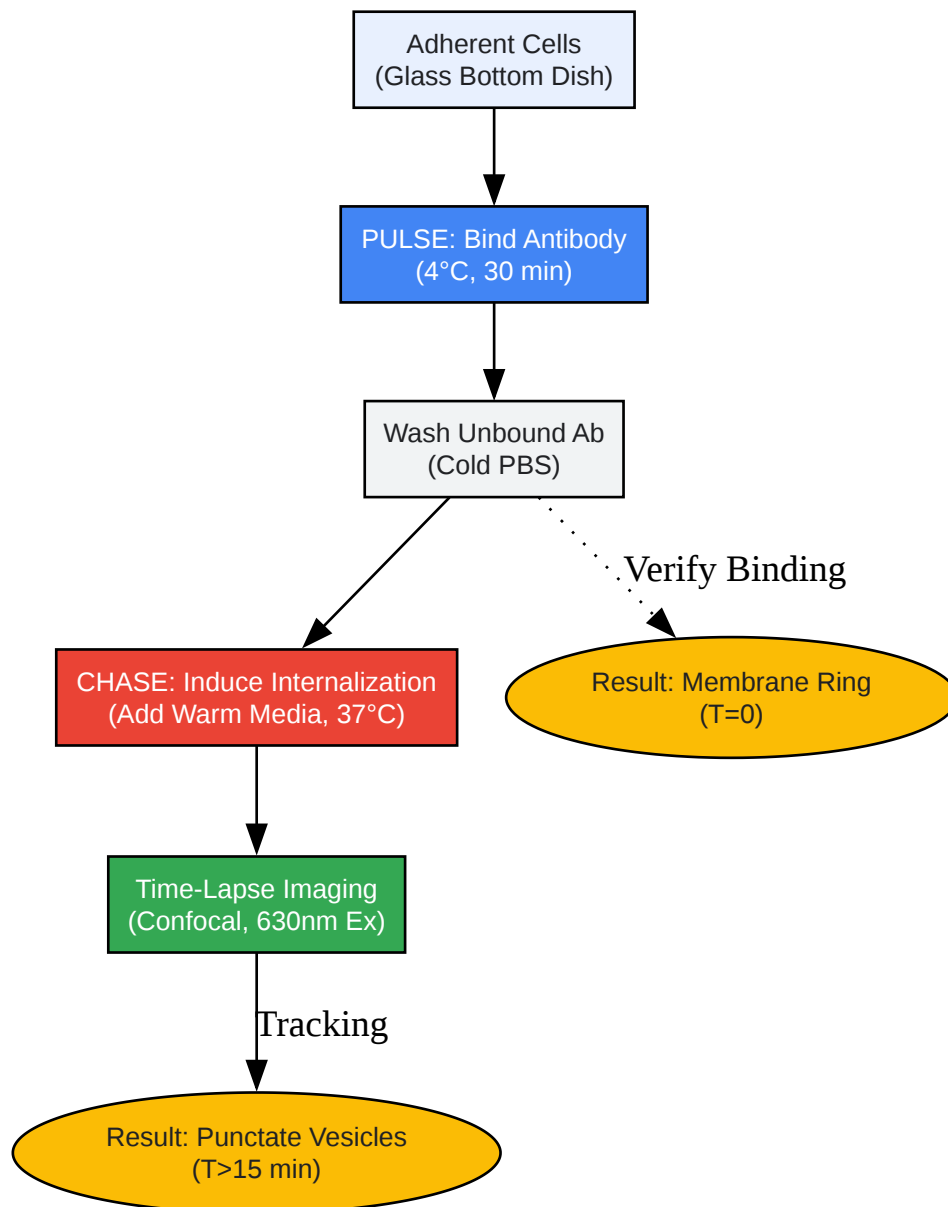 Adherent Cells
(Glass Bottom Dish)
PULSE: Bind Antibody
(4°C, 30 min)
Wash Unbound Ab
(Cold PBS)
Verify Binding
CHASE: Induce Internalization
(Add Warm Media, 37°C)
Result: Membrane Ring
(T=0)
Time-Lapse Imaging
(Confocal, 630nm Ex)
Tracking
Result: Punctate Vesicles
(T>15 min)